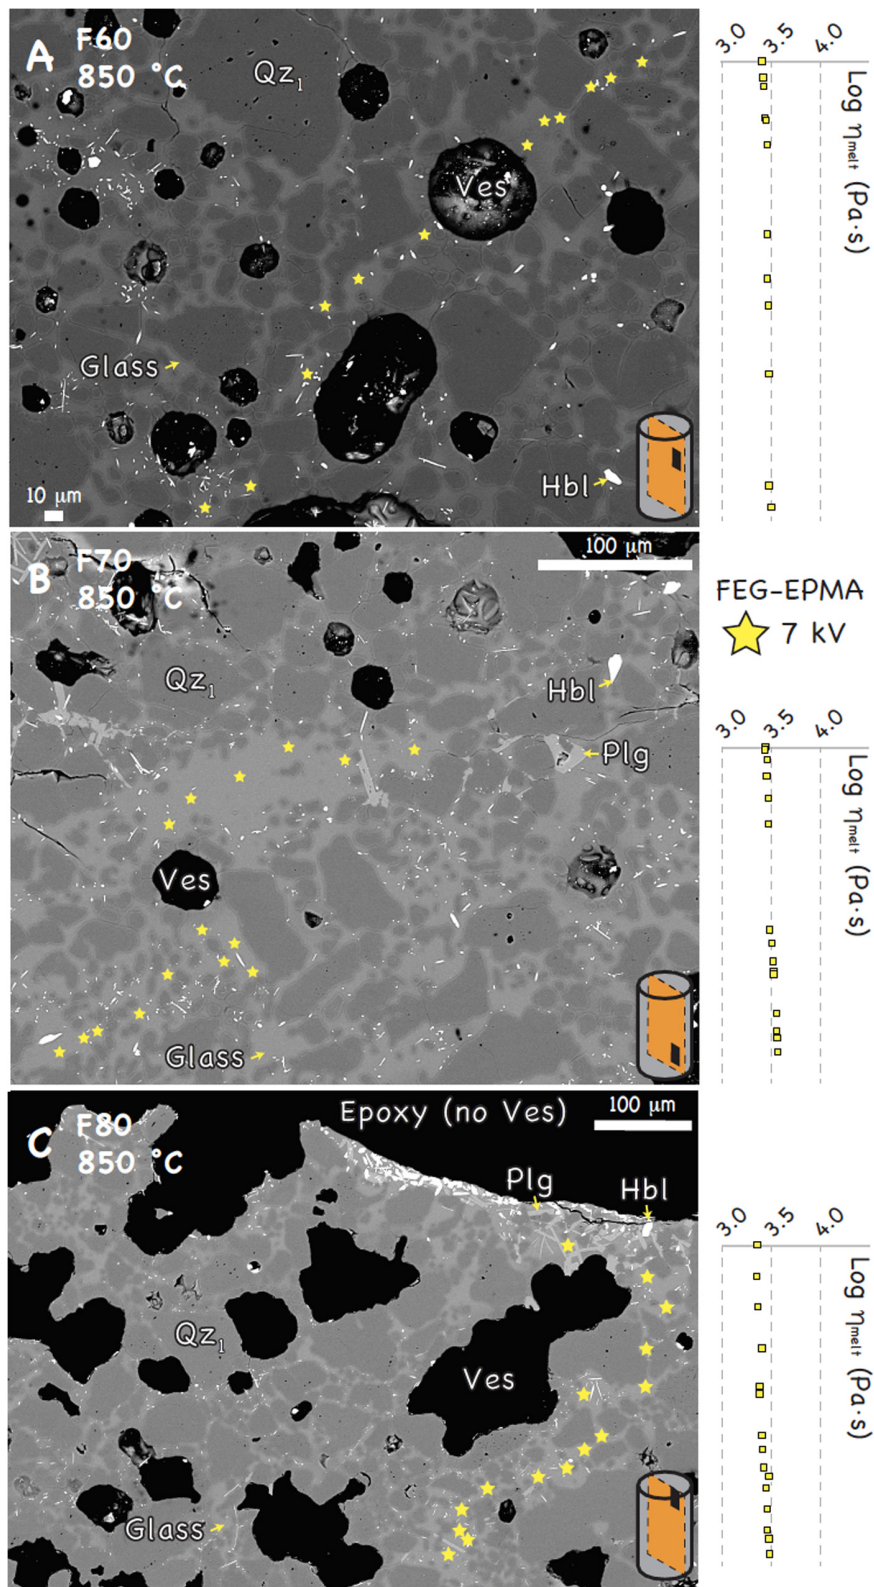 A
F60
850 °C
Qz₁
Ves
Glass
Hbl
10 μm
3.0
3.5
4.0
Log ηmelt (Pa·s)
B
F70
850 °C
100 μm
Qz₁
Hbl
Plg
Ves
Glass
FEG-EPMA
7 kV
3.0
3.5
4.0
Log ηmelt (Pa·s)
C
F80
850 °C
Epoxy (no Ves)
100 μm
Plg
Hbl
Qz₁
Ves
Glass
3.0
3.5
4.0
Log ηmelt (Pa·s)